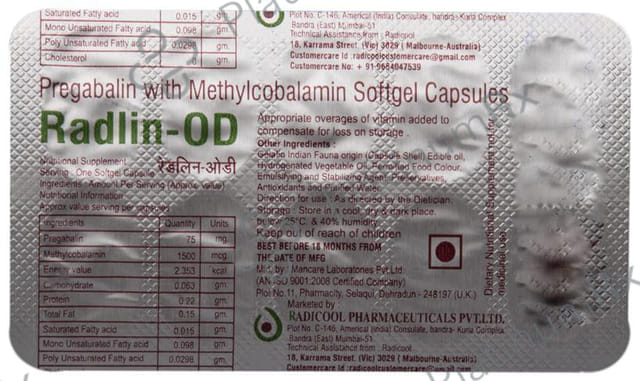 Saturated Fatty acid 0.015 gm.
Mono Unsaturated Fatty acid 0.098 gm.
Poly Unsaturated Fatty acid 0.0298 gm.
Cholesterol gm.
Plot No. C-146, Americal (India) Consulate, bandra- Kurla Complex
Bandra (East) Mumbai-51
Technical Assistance from : Radicool
18, Karrama Street. (Vic) 3029 ( Malbourne-Australia)
Customercare Id :radicoolcustomercare@gmail.com
Customercare No: + 91-9684047539
Pregabalin with Methylcobalamin Softgel Capsules
Radlin-OD
रेडलिन-ओडी
Nutritional Supplement
Serving : One Softgel Capsule
Ingredients : Amount Per Serving (Approx value)
Nutritional Information
Approx value serving per capsules
Ingredients Quantity Units
Pregabalin 75 mg.
Methylcobalamin 1500 mcg
Energy value 2.353 kcal
Carbohydrate 0.063 gm.
Protein 0.22 gm.
Total Fat 0.15 gm.
Saturated Fatty acid 0.015 gm.
Mono Unsaturated Fatty acid 0.098 gm.
Poly Unsaturated Fatty acid 0.0298 gm.
Appropriate overages of vitamin added to
compensate for loss on storage .
Other Ingredients :
Gelatin Indian Fauna origin (Capsule Shell) Edible oil,
Hydrogenated Vegetable Oil, Permitted Food Colour,
Emulsifying and Stabilizing Agent, Preservatives,
Antioxidants and Purified Water.
Direction for use : As directed by the Dietician.
Storage : Store in a cool, dry & dark place.
below 25°C. & 40% humidity.
Keep out of reach of children
BEST BEFORE 18 MONTHS FROM
THE DATE OF MFG
Mfd. by : Mancare Laboratories Pvt.Ltd.
(AN ISO 9001:2008 Certified Company)
Plot No.11, Pharmacity, Selaqui, Dehradun - 248197 (U.K.)
Marketed by :
RADICOOL PHARMACEUTICALS PVT.LTD.
Plot No. C-146, Americal (India) Consulate, bandra- Kurla Complex
Bandra (East) Mumbai-51
Technical Assistance from : Radicool
18, Karrama Street. (Vic) 3029 ( Malbourne-Australia)
Customercare Id :radicoolcustomercare@gmail.com
Dietary Nutritional
medicinal use